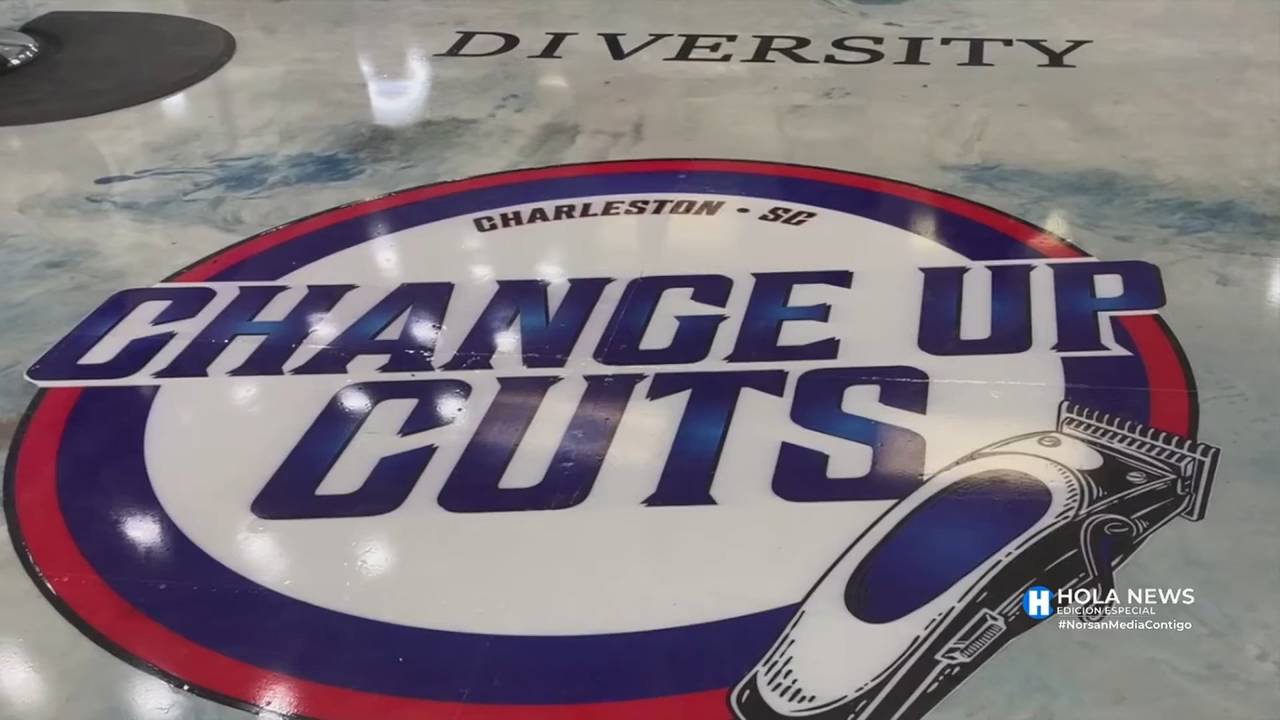 DIVERSITY
CHARLESTON • SC
CHANGE UP
CUTS
H HOLA NEWS
EDICIÓN ESPECIAL
#NorsanMediaContigo